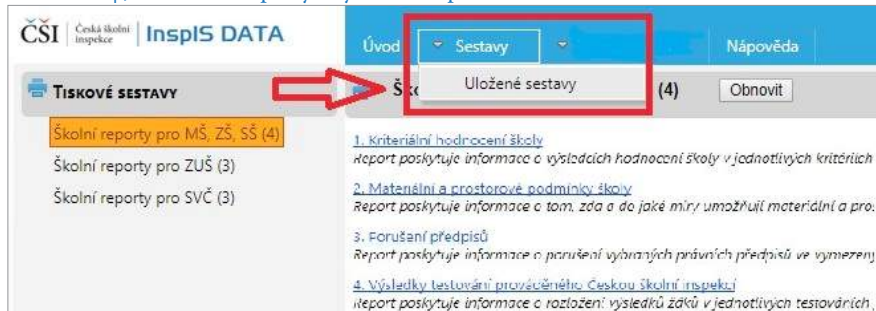 ČŠI Česká školní inspekce InspIS DATA
Úvod Sestavy Nápověda
Uložené sestavy
TISKOVÉ SESTAVY
(4) Obnovit
Školní reporty pro MŠ, ZŠ, SŠ (4)
Školní reporty pro ZUŠ (3)
Školní reporty pro SVČ (3)
1. Kriteriální hodnocení školy
Report poskytuje informace o výsledcích hodnocení školy v jednotlivých kritériích
2. Materiální a prostorové podmínky školy
Report poskytuje informace o tom, zda a do jaké míry umožňují materiální a
3. Porušení předpisů
Report poskytuje informace o porušení vybraných právních předpisů ve
4. Výsledky testování prováděného Českou školní inspekcí
Report poskytuje informace o rozložení výsledků žáků v jednotlivých testováních